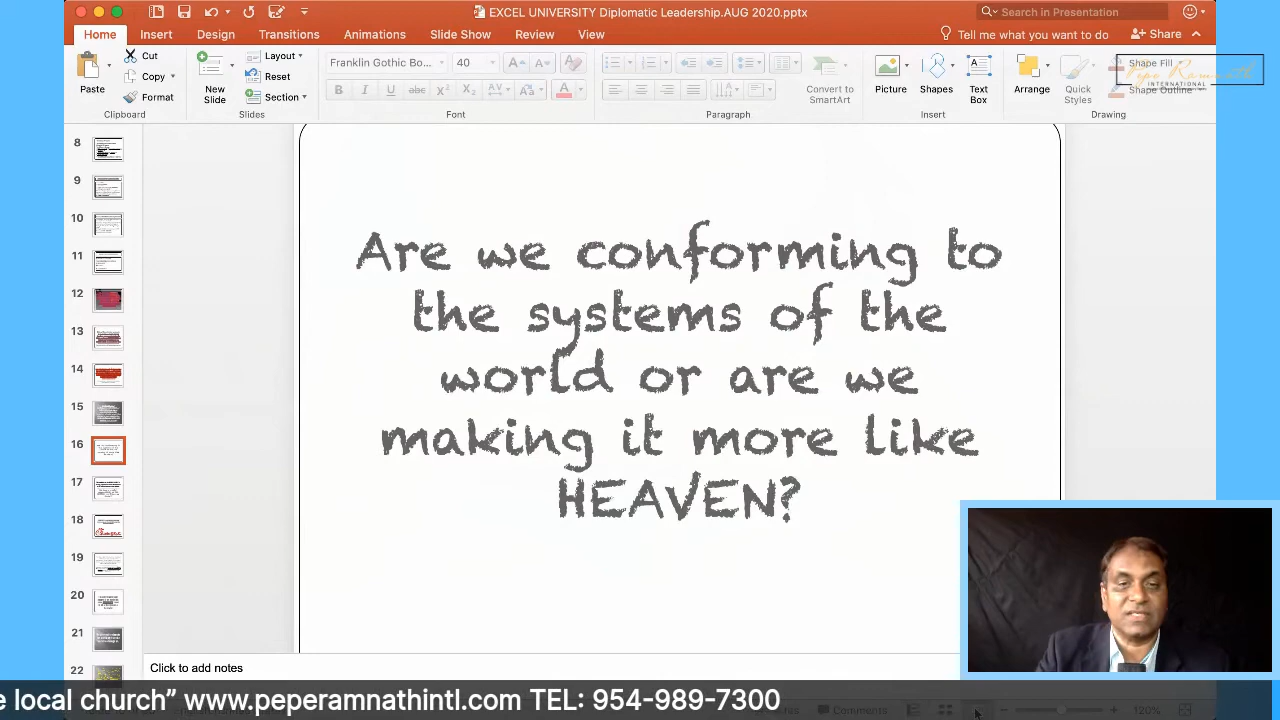 EXCEL UNIVERSITY Diplomatic Leadership.AUG 2020.pptx
Search in Presentation
Home Insert Design Transitions Animations Slide Show Review View
Tell me what you want to do
Share
Paste
Cut
Copy
Format
Clipboard
New
Slide
Layout
Reset
Section
Slides
Franklin Gothic Bo... 40
Font
Paragraph
Convert to
SmartArt
Picture
Shapes
Text
Box
Insert
Arrange
Quick
Styles
Shape Fill
Shape Outline
Drawing
Pepe Ramnath
INTERNATIONAL
8
9
10
11
12
13
14
15
16
17
18
19
20
21
22
Are we conforming to
the systems of the
world or are we
making it more like
HEAVEN?
Click to add notes
e local church” www.peperamnathintl.com TEL: 954-989-7300
Comments
120%